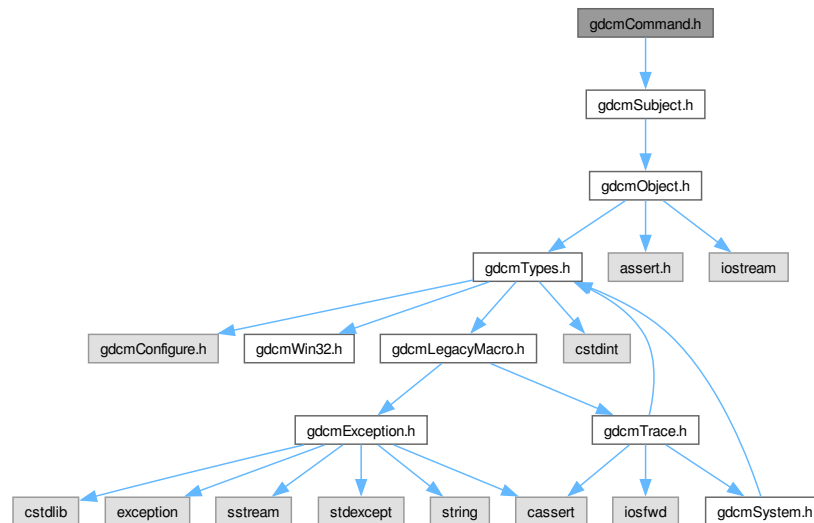 gdcmCommand.h
gdcmSubject.h
gdcmObject.h
gdcmTypes.h
assert.h
iostream
gdcmConfigure.h
gdcmWin32.h
gdcmLegacyMacro.h
cstdint
gdcmException.h
gdcmTrace.h
cstdlib
exception
sstream
stdexcept
string
cassert
iosfwd
gdcmSystem.h